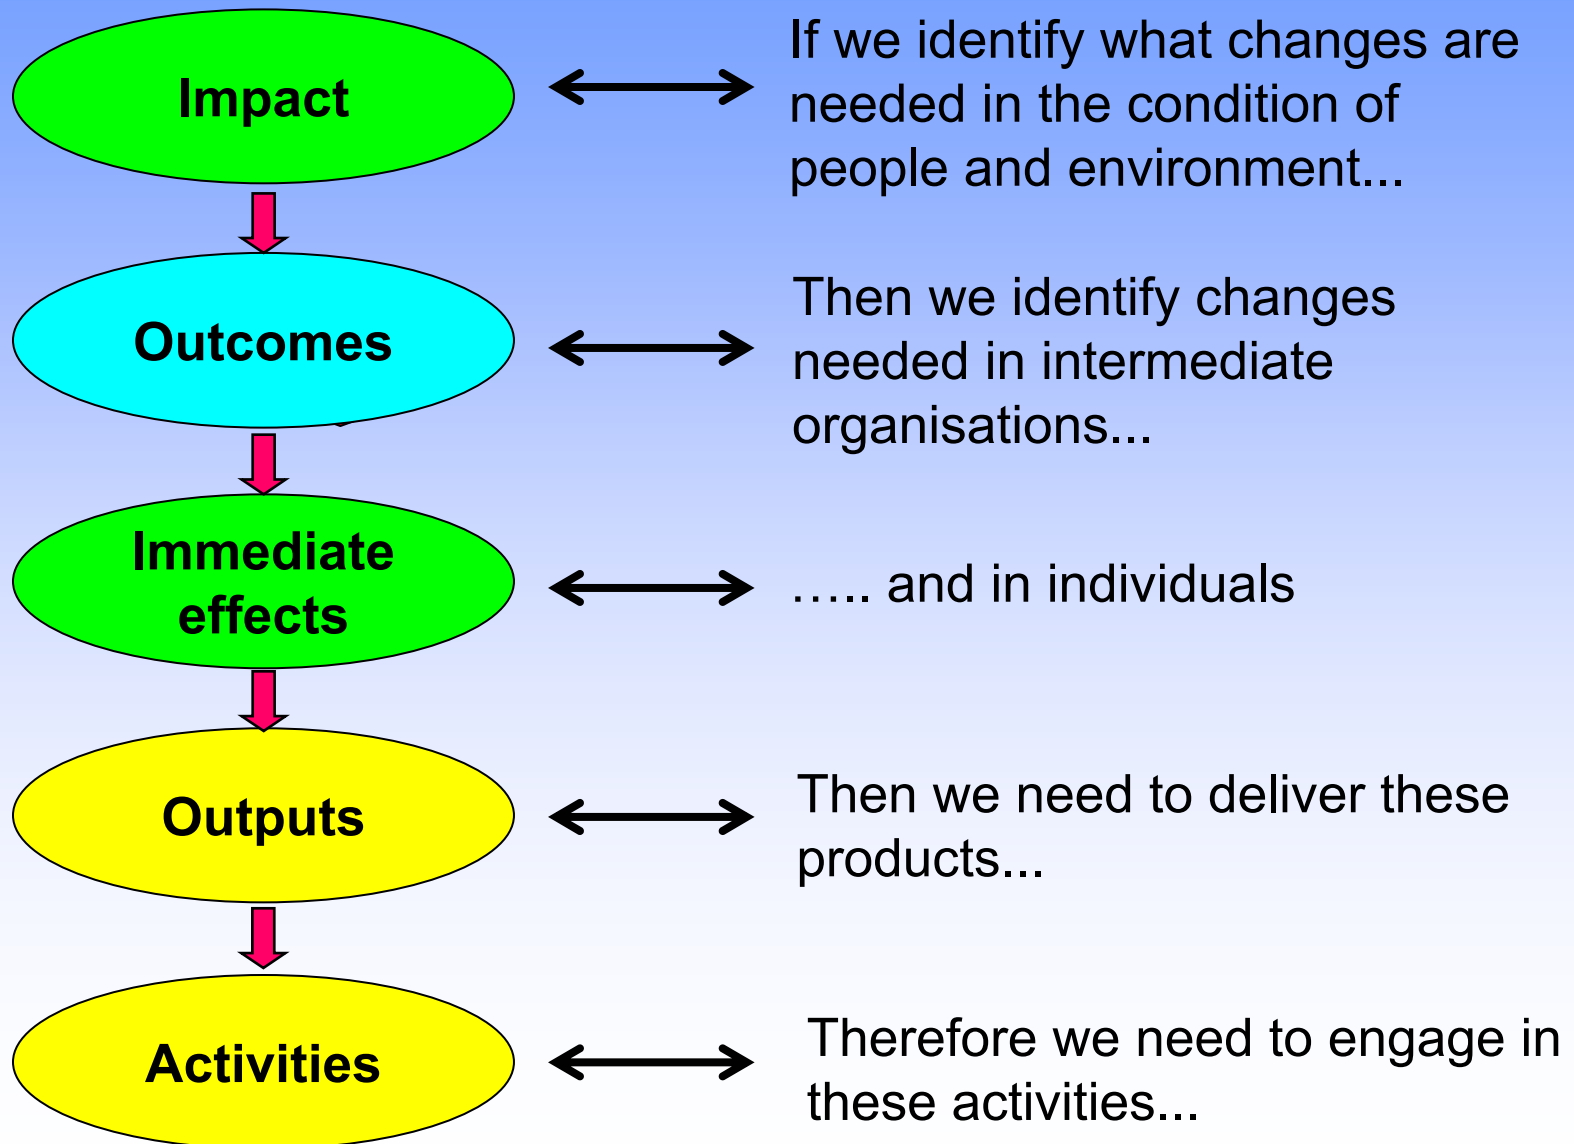 Impact
If we identify what changes are
needed in the condition of
people and environment...
Outcomes
Then we identify changes
needed in intermediate
organisations...
Immediate
effects
….. and in individuals
Outputs
Then we need to deliver these
products...
Activities
Therefore we need to engage in
these activities...